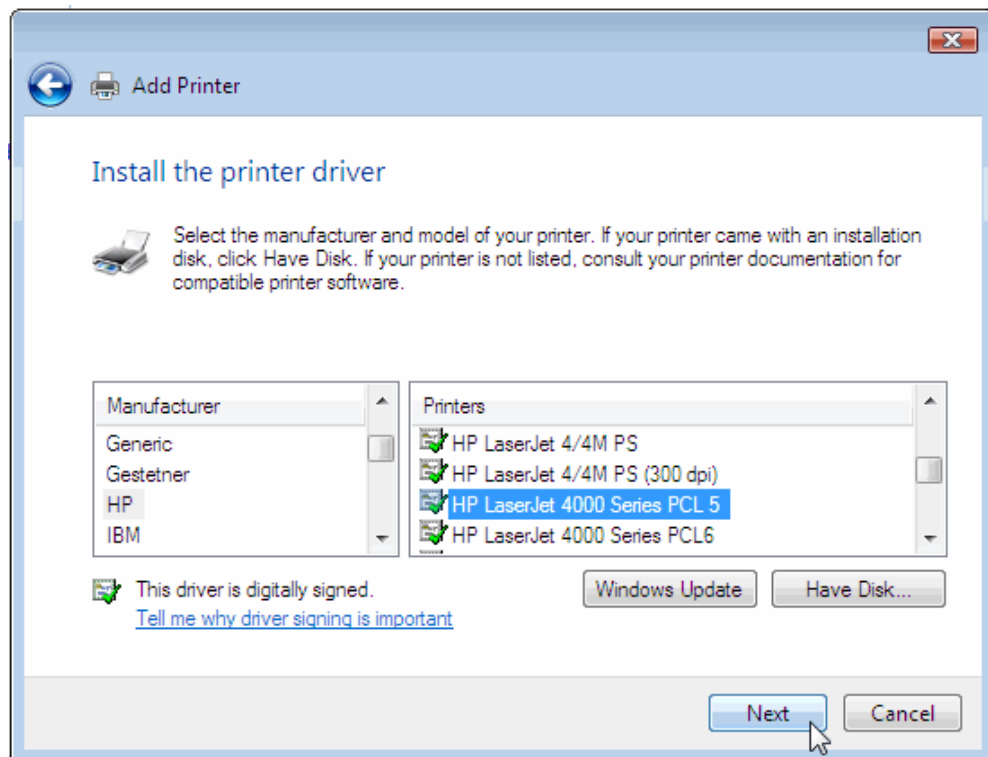 Add Printer
Install the printer driver
Select the manufacturer and model of your printer. If your printer came with an installation
disk, click Have Disk. If your printer is not listed, consult your printer documentation for
compatible printer software.
Manufacturer
Generic
Gestetner
HP
IBM
Printers
HP LaserJet 4/4M PS
HP LaserJet 4/4M PS (300 dpi)
HP LaserJet 4000 Series PCL 5
HP LaserJet 4000 Series PCL6
This driver is digitally signed.
Tell me why driver signing is important
Windows Update
Have Disk...
Next
Cancel